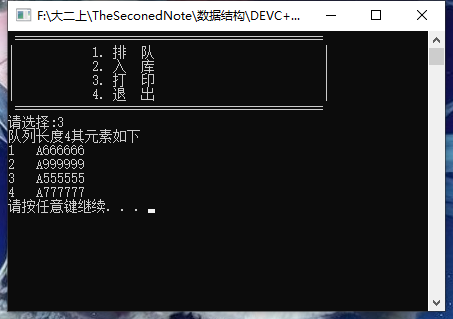 F:\大二上\TheSeconedNote\数据结构\DEVC+...
1. 排 队
2. 入 库
3. 打 印
4. 退 出
请选择:3
队列长度4其元素如下
1 A666666
2 A999999
3 A555555
4 A777777
请按任意键继续. . .